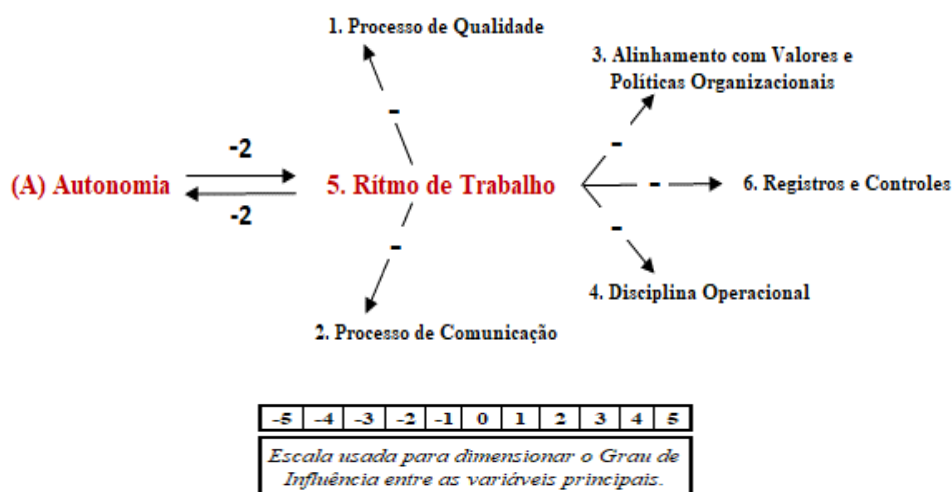 1. Processo de Qualidade
3. Alinhamento com Valores e
Políticas Organizacionais
-
-
-2
(A) Autonomia
5. Rítmo de Trabalho
-
6. Registros e Controles
-2
-
-
4. Disciplina Operacional
2. Processo de Comunicação
-5 -4 -3 -2 -1 0 1 2 3 4 5
Escala usada para dimensionar o Grau de
Influência entre as variáveis principais.